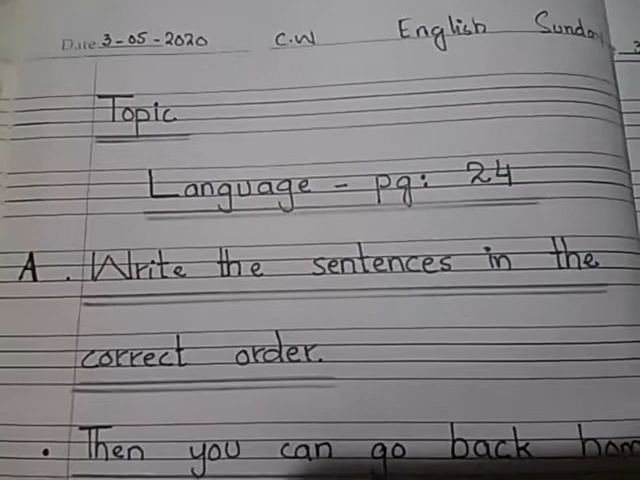 Date 3-05-2020 C.W English Sunday
Topic
Language - pg: 24
A. Write the sentences in the
correct order.
• Then you can go back